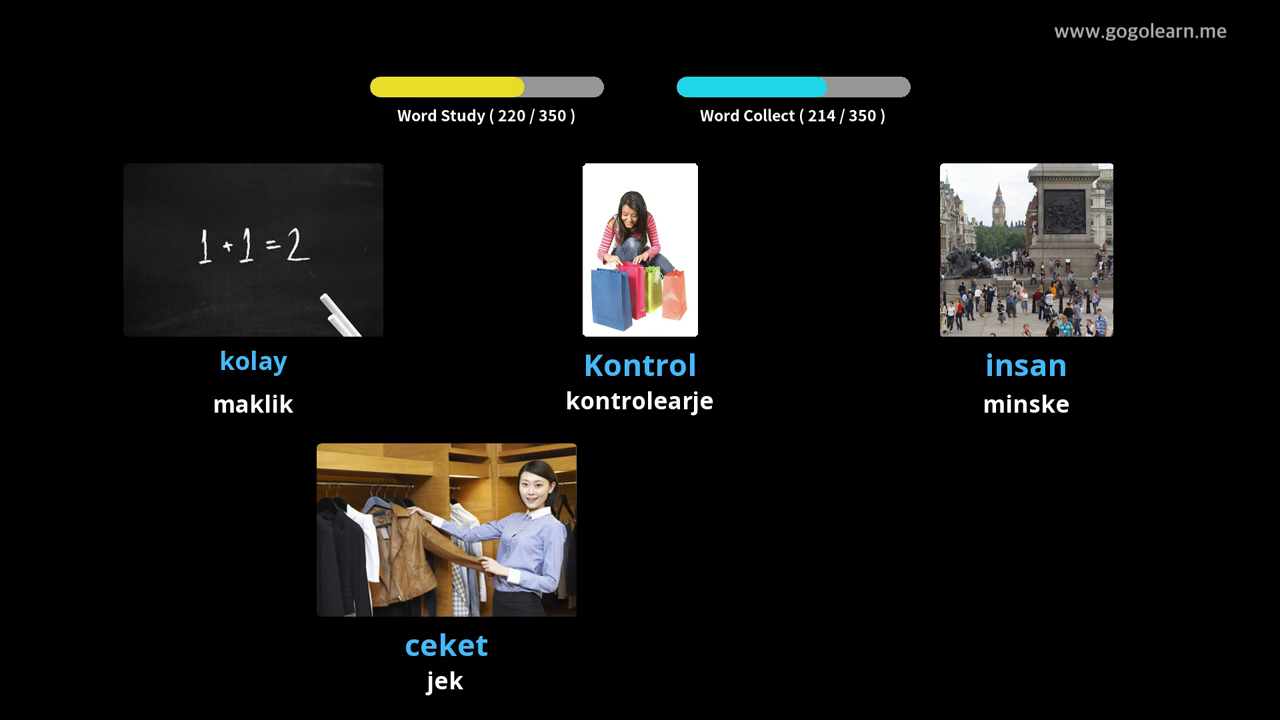 www.gogolearn.me
Word Study ( 220 / 350 )
Word Collect ( 214 / 350 )
1 + 1 = 2
kolay
Kontrol
insan
maklik
kontrolearje
minske
ceket
jek